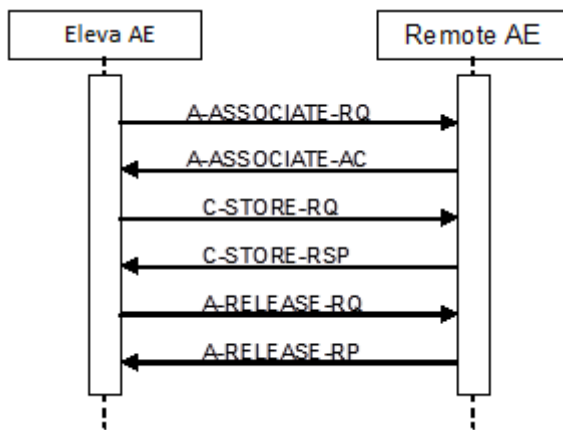 Eleva AE
Remote AE
A-ASSOCIATE-RQ
A-ASSOCIATE-AC
C-STORE-RQ
C-STORE-RSP
A-RELEASE-RQ
A-RELEASE-RP